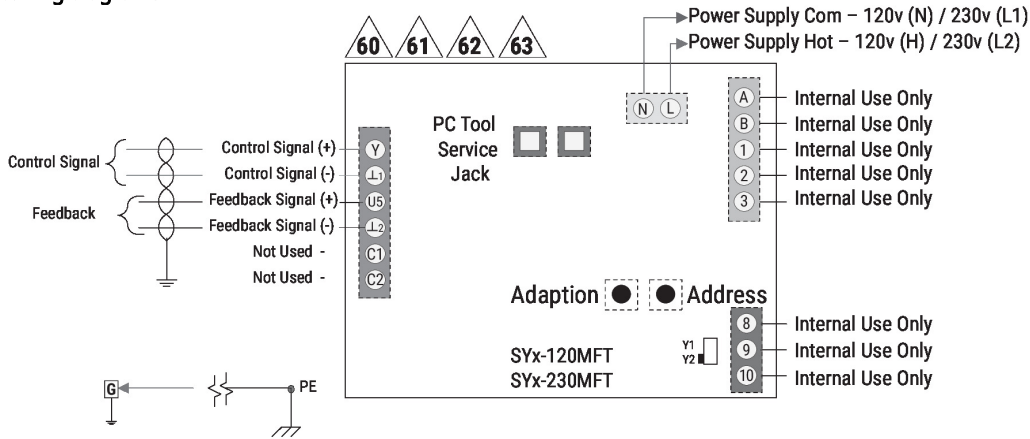 Power Supply Com – 120v (N) / 230v (L1)
Power Supply Hot – 120v (H) / 230v (L2)
60 61 62 63
N L
PC Tool
Service
Jack
Control Signal
Feedback
Control Signal (+) Y
Control Signal (-) ⊥1
Feedback Signal (+) U5
Feedback Signal (-) ⊥2
Not Used - C1
Not Used - C2
A Internal Use Only
B Internal Use Only
1 Internal Use Only
2 Internal Use Only
3 Internal Use Only
Adaption Address
SYx-120MFT
SYx-230MFT
Y1
Y2
8 Internal Use Only
9 Internal Use Only
10 Internal Use Only
G PE